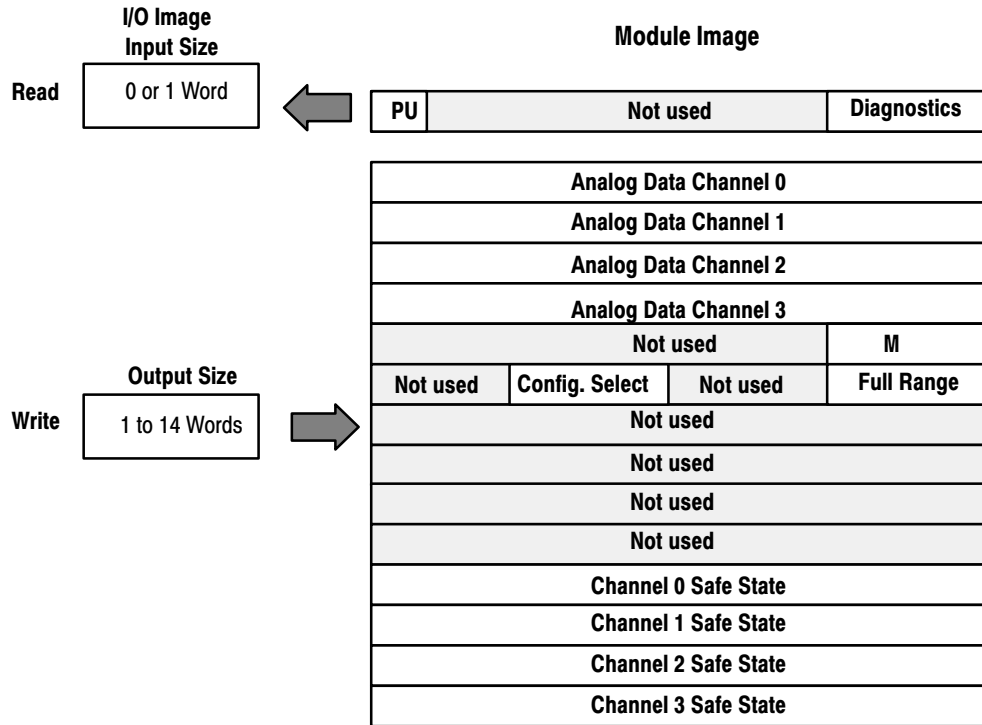 I/O Image
Input Size
Module Image
Read
0 or 1 Word
PU
Not used
Diagnostics
Analog Data Channel 0
Analog Data Channel 1
Analog Data Channel 2
Analog Data Channel 3
Not used
M
Output Size
Not used
Config. Select
Not used
Full Range
Write
1 to 14 Words
Not used
Not used
Not used
Not used
Channel 0 Safe State
Channel 1 Safe State
Channel 2 Safe State
Channel 3 Safe State